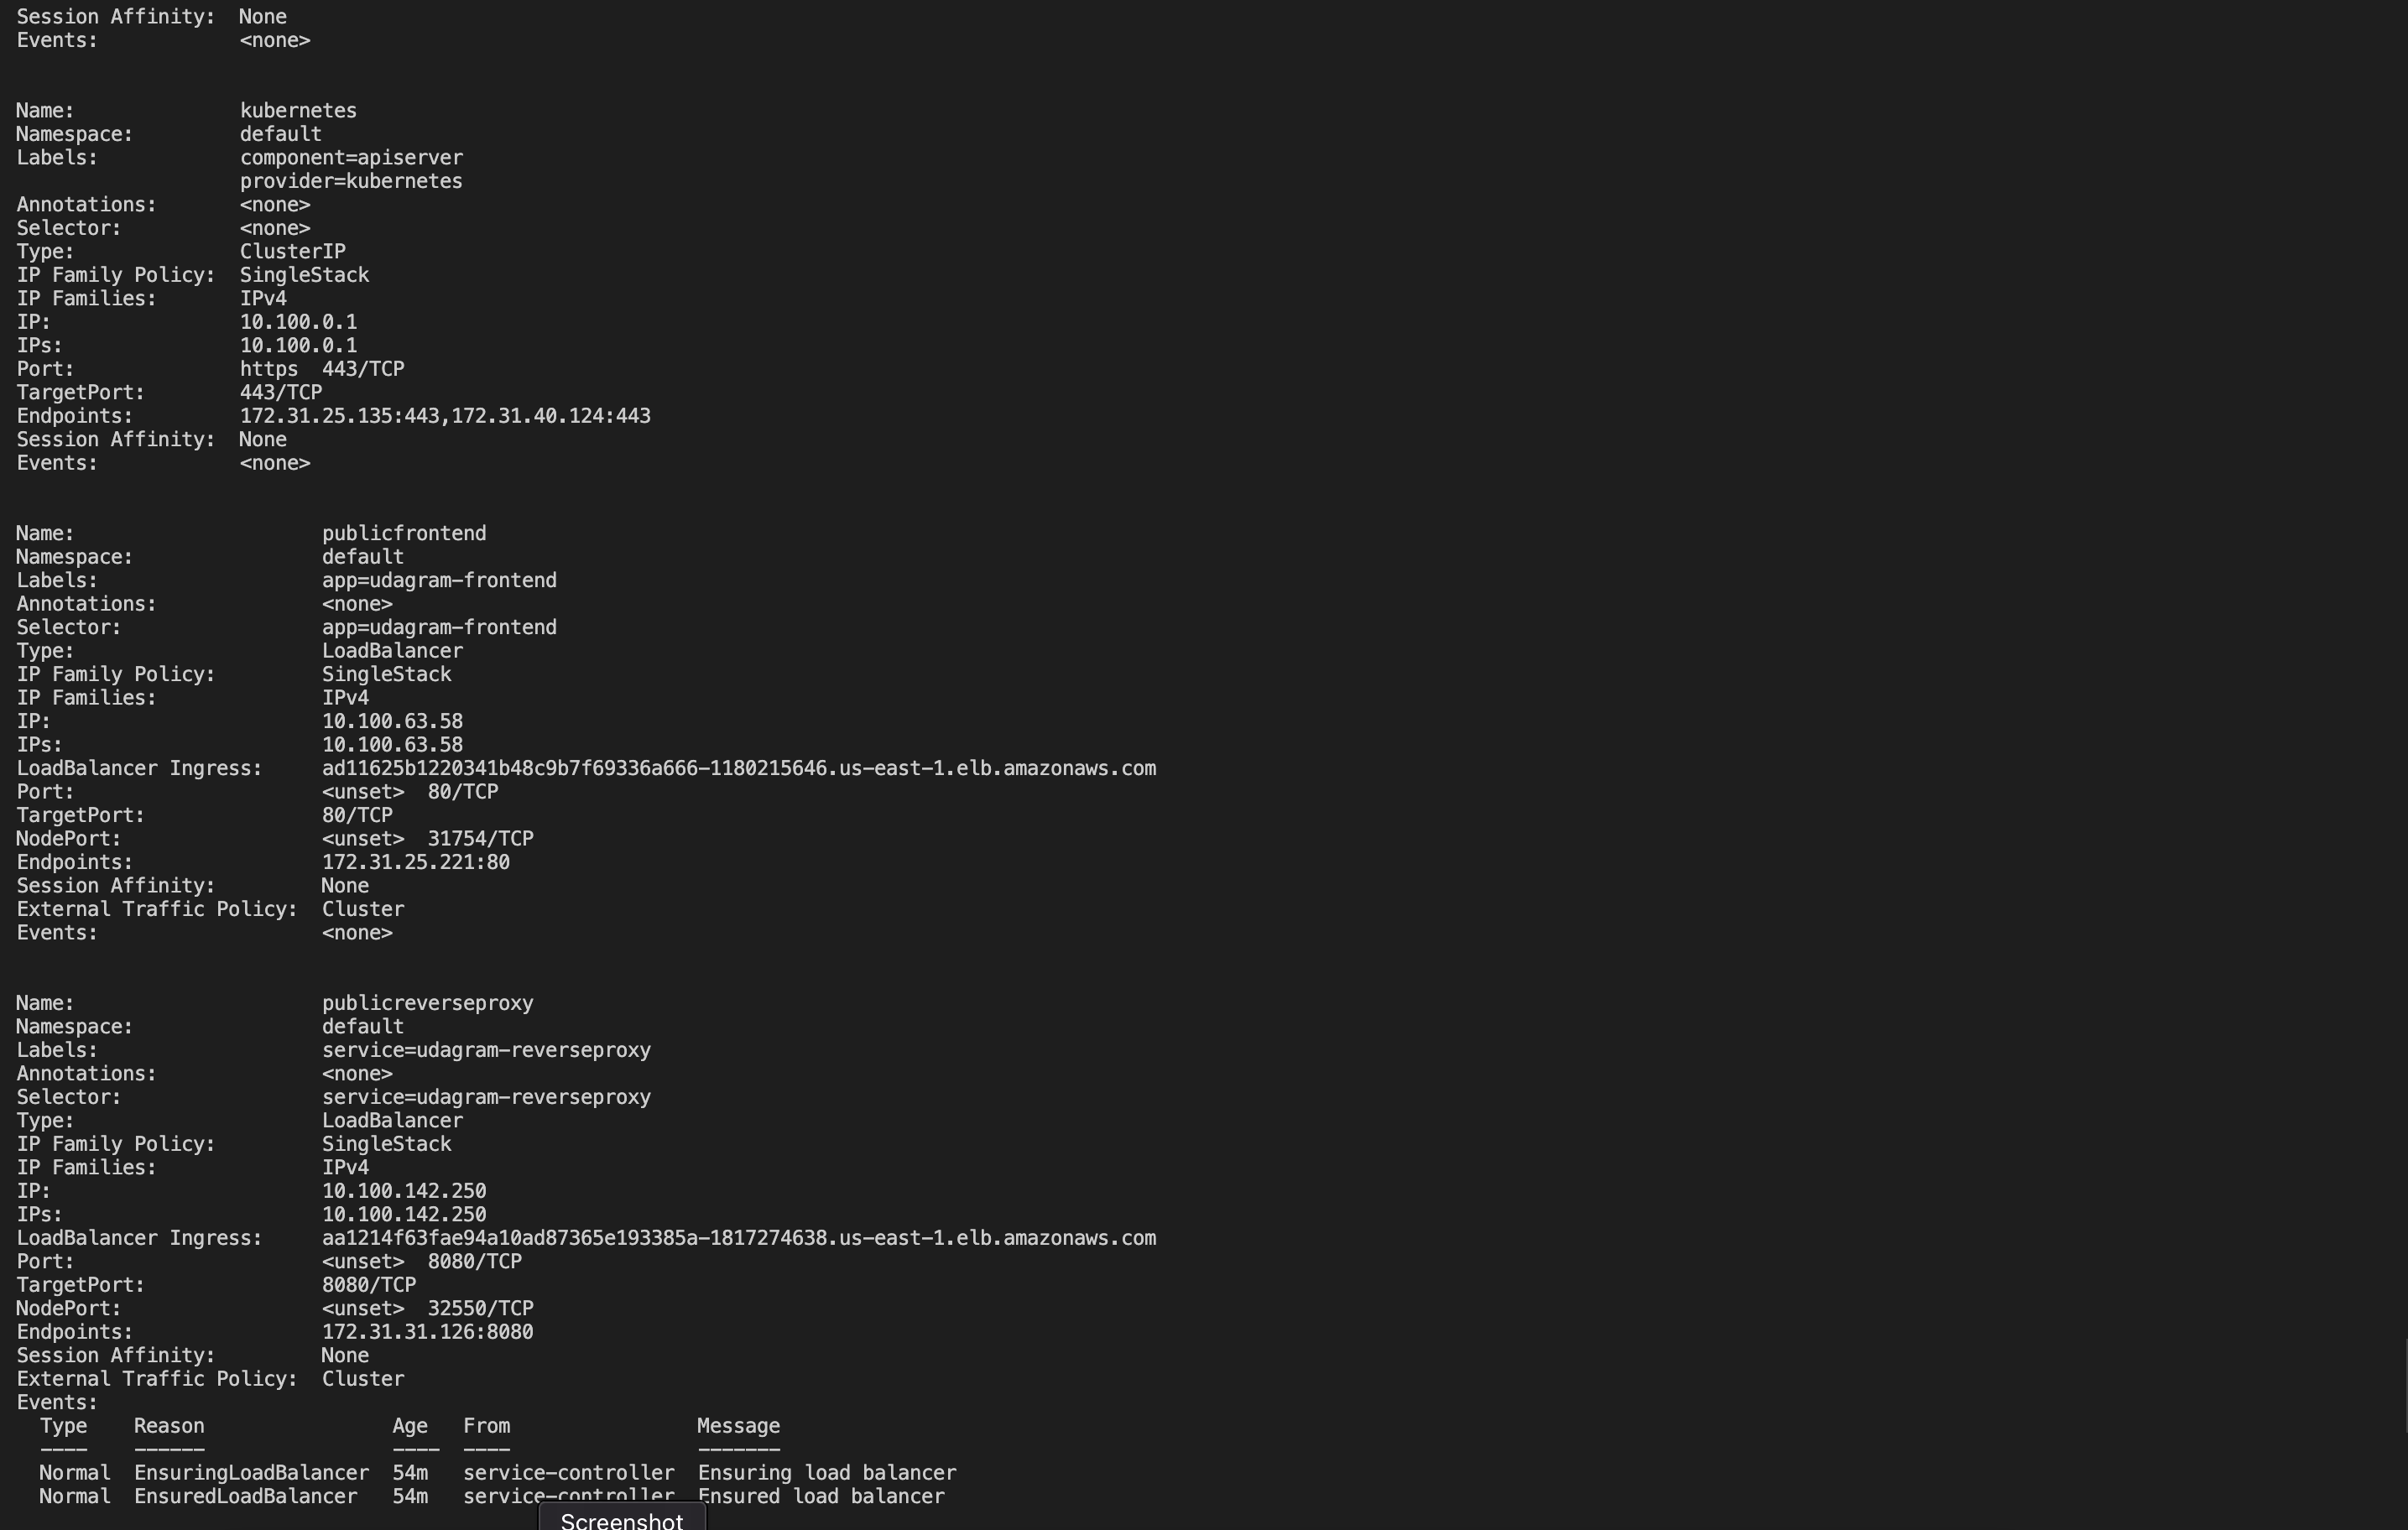 Session Affinity:  None
Events:            <none>
Name:              kubernetes
Namespace:         default
Labels:            component=apiserver
                   provider=kubernetes
Annotations:       <none>
Selector:          <none>
Type:              ClusterIP
IP Family Policy:  SingleStack
IP Families:       IPv4
IP:                10.100.0.1
IPs:               10.100.0.1
Port:              https  443/TCP
TargetPort:        443/TCP
Endpoints:         172.31.25.135:443,172.31.40.124:443
Session Affinity:  None
Events:            <none>
Name:                     publicfrontend
Namespace:                default
Labels:                   app=udagram-frontend
Annotations:              <none>
Selector:                 app=udagram-frontend
Type:                     LoadBalancer
IP Family Policy:         SingleStack
IP Families:              IPv4
IP:                       10.100.63.58
IPs:                      10.100.63.58
LoadBalancer Ingress:     ad11625b1220341b48c9b7f69336a666-1180215646.us-east-1.elb.amazonaws.com
Port:                     <unset>  80/TCP
TargetPort:               80/TCP
NodePort:                 <unset>  31754/TCP
Endpoints:                172.31.25.221:80
Session Affinity:         None
External Traffic Policy:  Cluster
Events:                   <none>
Name:                     publicreverseproxy
Namespace:                default
Labels:                   service=udagram-reverseproxy
Annotations:              <none>
Selector:                 service=udagram-reverseproxy
Type:                     LoadBalancer
IP Family Policy:         SingleStack
IP Families:              IPv4
IP:                       10.100.142.250
IPs:                      10.100.142.250
LoadBalancer Ingress:     aa1214f63fae94a10ad87365e193385a-1817274638.us-east-1.elb.amazonaws.com
Port:                     <unset>  8080/TCP
TargetPort:               8080/TCP
NodePort:                 <unset>  32550/TCP
Endpoints:                172.31.31.126:8080
Session Affinity:         None
External Traffic Policy:  Cluster
Events:
  Type    Reason                Age   From                Message
  ----    ------                ----  ----                -------
  Normal  EnsuringLoadBalancer  54m   service-controller  Ensuring load balancer
  Normal  EnsuredLoadBalancer   54m   service-controller  Ensured load balancer
Screenshot